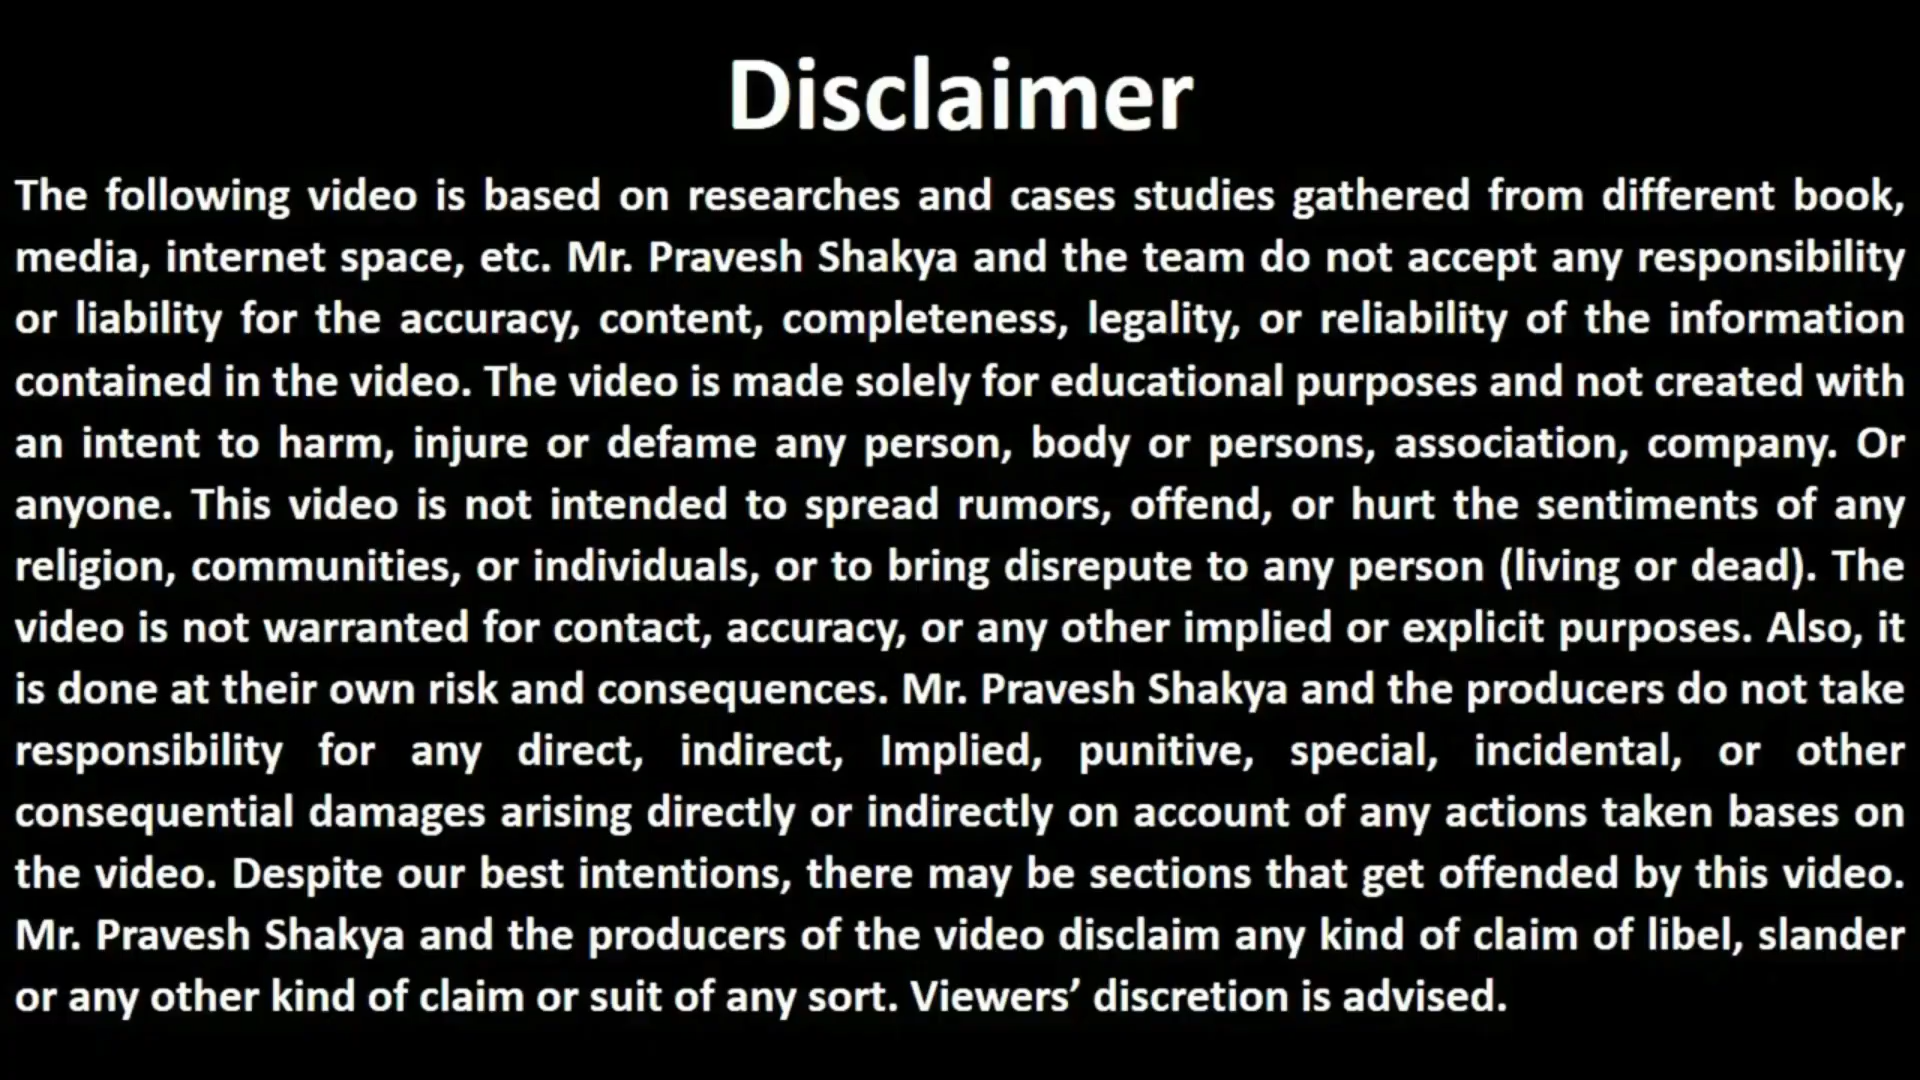 Disclaimer
The following video is based on researches and cases studies gathered from different book,
media, internet space, etc. Mr. Pravesh Shakya and the team do not accept any responsibility
or liability for the accuracy, content, completeness, legality, or reliability of the information
contained in the video. The video is made solely for educational purposes and not created with
an intent to harm, injure or defame any person, body or persons, association, company. Or
anyone. This video is not intended to spread rumors, offend, or hurt the sentiments of any
religion, communities, or individuals, or to bring disrepute to any person (living or dead). The
video is not warranted for contact, accuracy, or any other implied or explicit purposes. Also, it
is done at their own risk and consequences. Mr. Pravesh Shakya and the producers do not take
responsibility for any direct, indirect, Implied, punitive, special, incidental, or other
consequential damages arising directly or indirectly on account of any actions taken bases on
the video. Despite our best intentions, there may be sections that get offended by this video.
Mr. Pravesh Shakya and the producers of the video disclaim any kind of claim of libel, slander
or any other kind of claim or suit of any sort. Viewers’ discretion is advised.